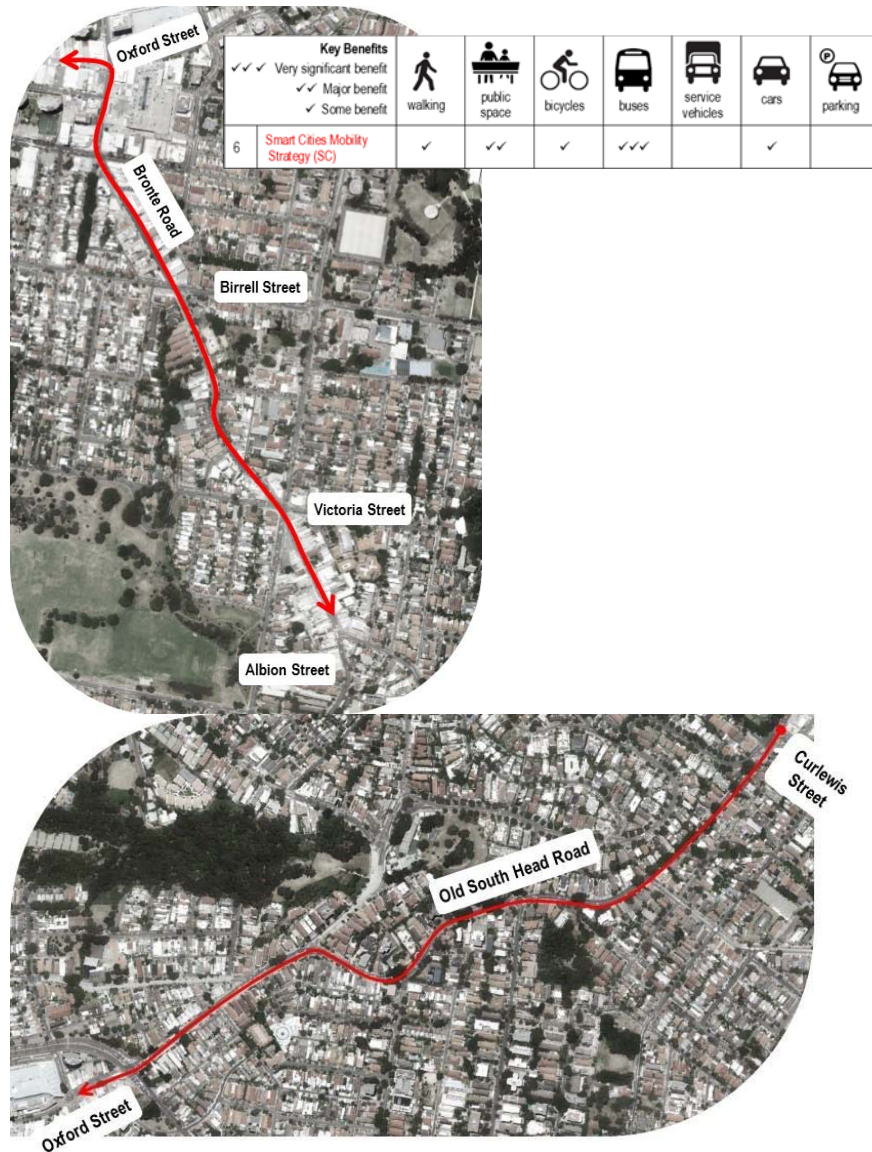 Oxford Street
Key Benefits
✓✓✓ Very significant benefit
✓✓ Major benefit
✓ Some benefit
walking
public
space
bicycles
buses
service
vehicles
cars
P
parking
6
Smart Cities Mobility
Strategy (SC)
✓
✓✓
✓
✓✓✓
✓
Bronte Road
Birrell Street
Victoria Street
Albion Street
Curlewis
Street
Old South Head Road
Oxford Street